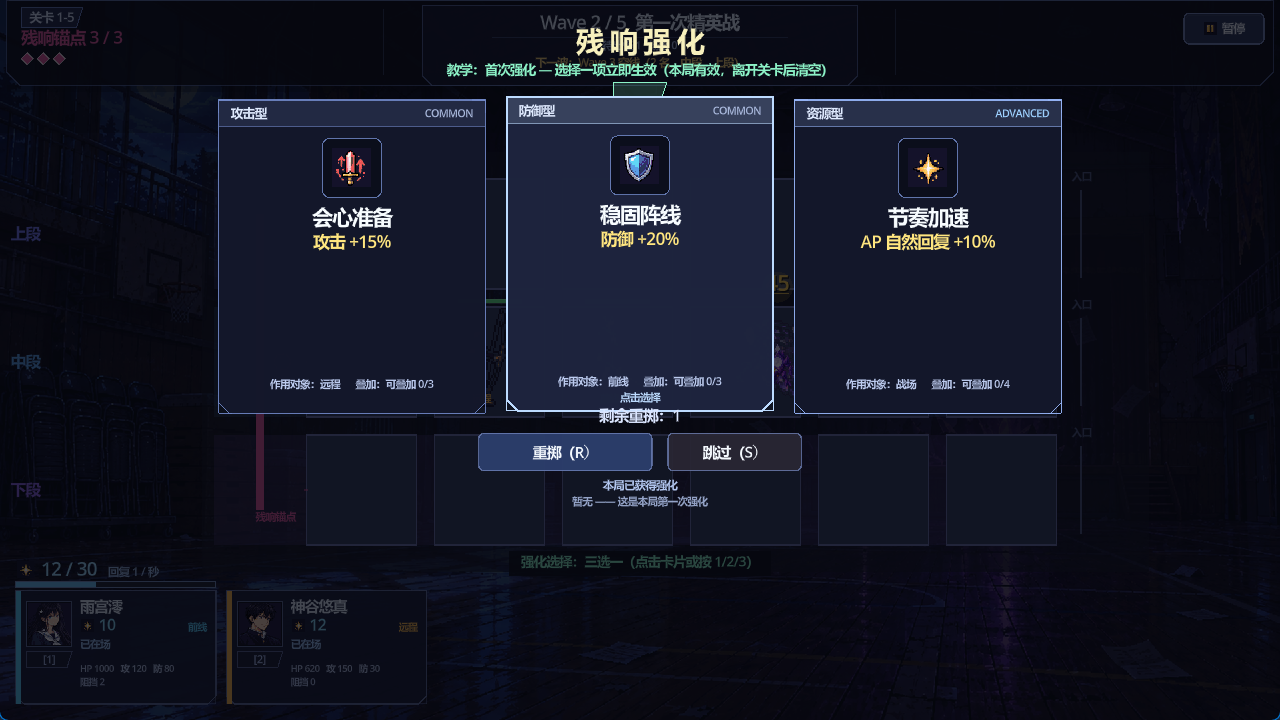 关卡 1-5
残响锚点 3 / 3
Wave 2 / 5 第一次精英战
暂停
残响强化
教学：首次强化 — 选择一项立即生效（本局有效，离开关卡后清空）
攻击型
COMMON
会心准备
攻击 +15%
作用对象：远程 叠加：可叠加 0/3
防御型
COMMON
稳固阵线
防御 +20%
作用对象：前线 叠加：可叠加 0/3
点击选择
资源型
ADVANCED
节奏加速
AP 自然回复 +10%
作用对象：战场 叠加：可叠加 0/4
入口
入口
入口
上段
中段
下段
残响锚点
剩余重掷：1
重掷（R）
跳过（S）
本局已获得强化
暂无 —— 这是本局第一次强化
强化选择：三选一（点击卡片或按 1/2/3）
12 / 30 回复 1 / 秒
雨宫澪
10
前线
已在场
[1]
HP 1000 攻 120 防 80
阻挡 2
神谷悠真
12
远程
已在场
[2]
HP 620 攻 150 防 30
阻挡 0